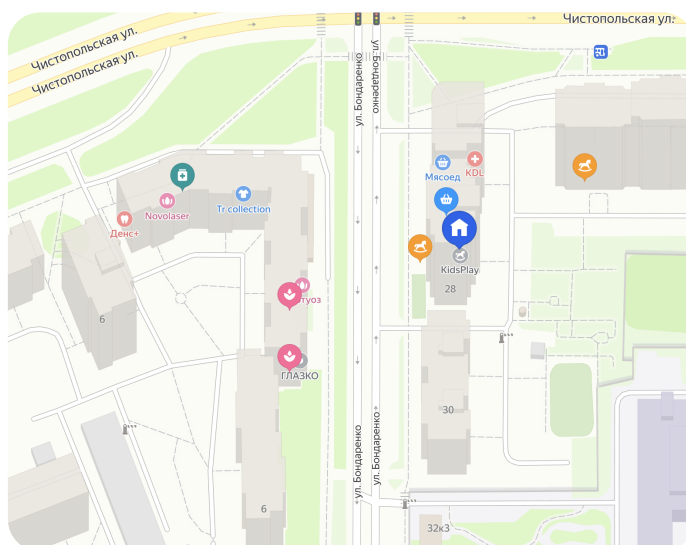 Чистопольская ул.
Чистопольская ул.
Чистопольская ул.
ул. Бондаренко
ул. Бондаренко
Мясоед
KDL
Novolaser
Tr collection
Денс+
KidsPlay
28
6
ГЛАЗКО
30
ул. Бондаренко
ул. Бондаренко
6
32к3